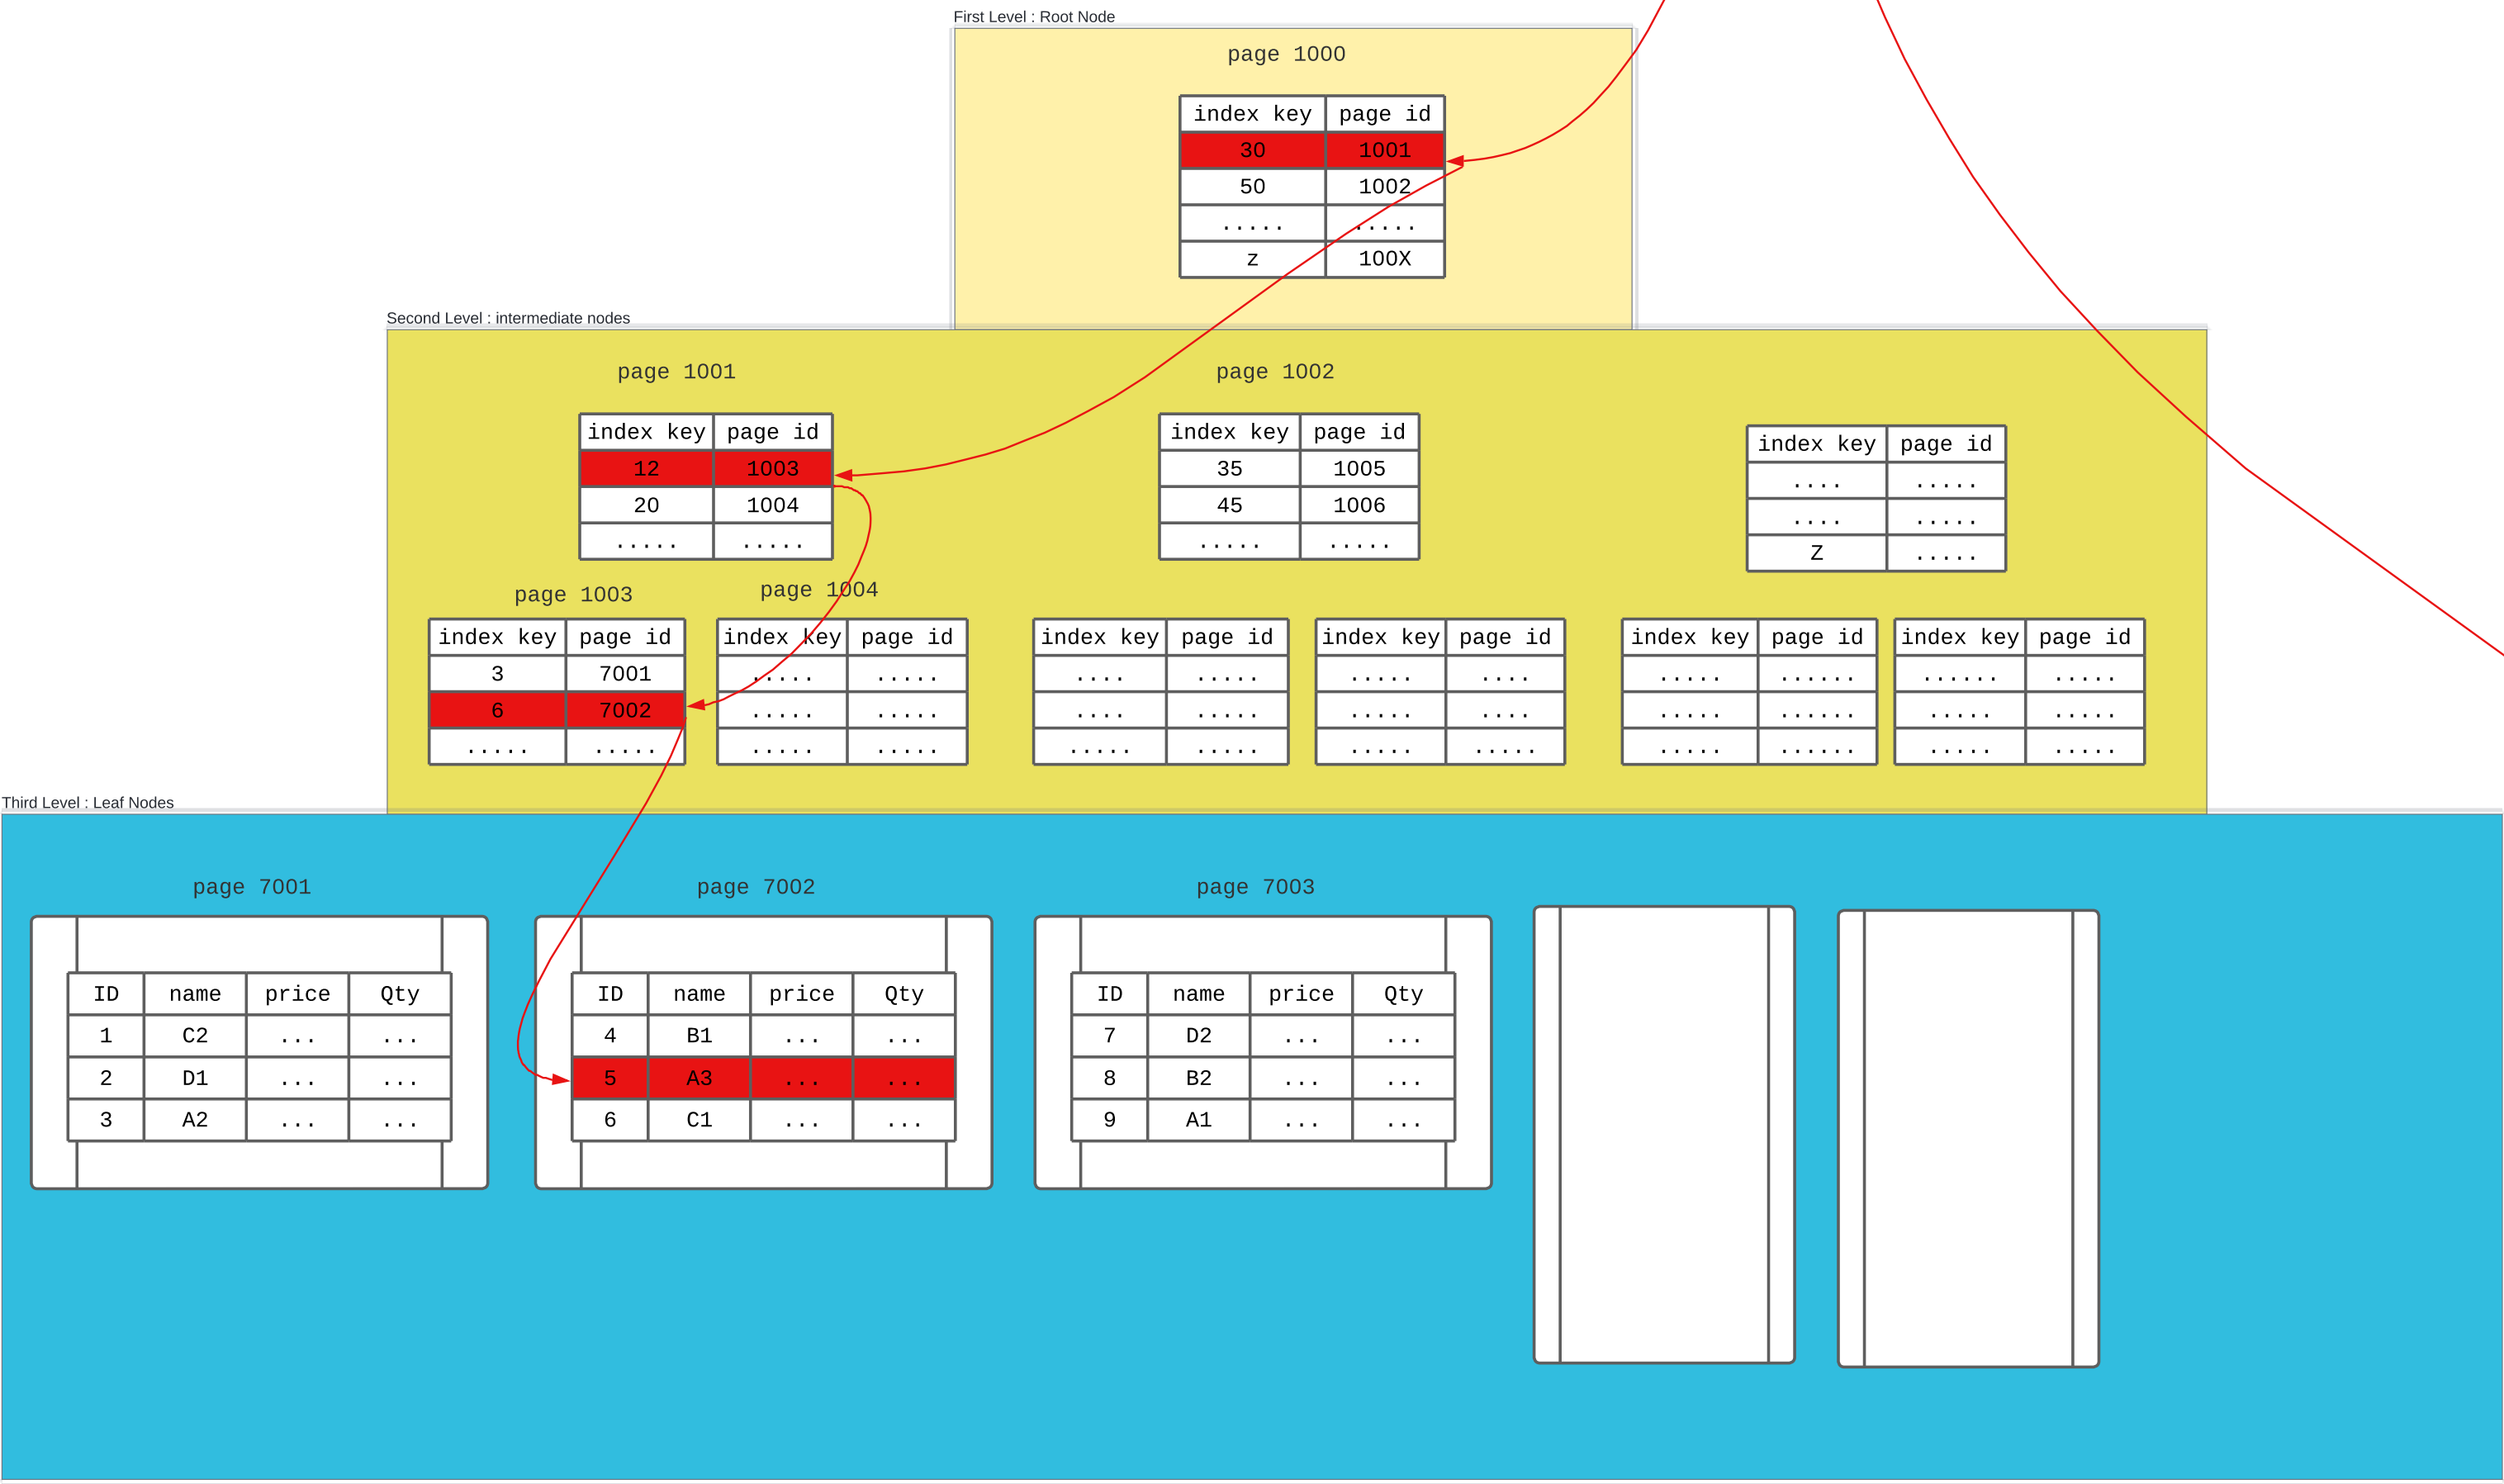 First Level : Root Node
page 1000
index key page id
30 1001
50 1002
..... .....
z 100X
Second Level : intermediate nodes
page 1001
index key page id
12 1003
20 1004
..... .....
page 1002
index key page id
35 1005
45 1006
..... .....
index key page id
.... .....
.... .....
Z .....
page 1003
index key page id
3 7001
6 7002
..... .....
page 1004
index key page id
..... .....
..... .....
..... .....
index key page id
.... .....
.... .....
..... .....
index key page id
..... ....
..... ....
..... .....
index key page id
..... ......
..... ......
..... ......
index key page id
...... .....
..... .....
..... .....
Third Level : Leaf Nodes
page 7001
ID name price Qty
1 C2 ... ...
2 D1 ... ...
3 A2 ... ...
page 7002
ID name price Qty
4 B1 ... ...
5 A3 ... ...
6 C1 ... ...
page 7003
ID name price Qty
7 D2 ... ...
8 B2 ... ...
9 A1 ... ...